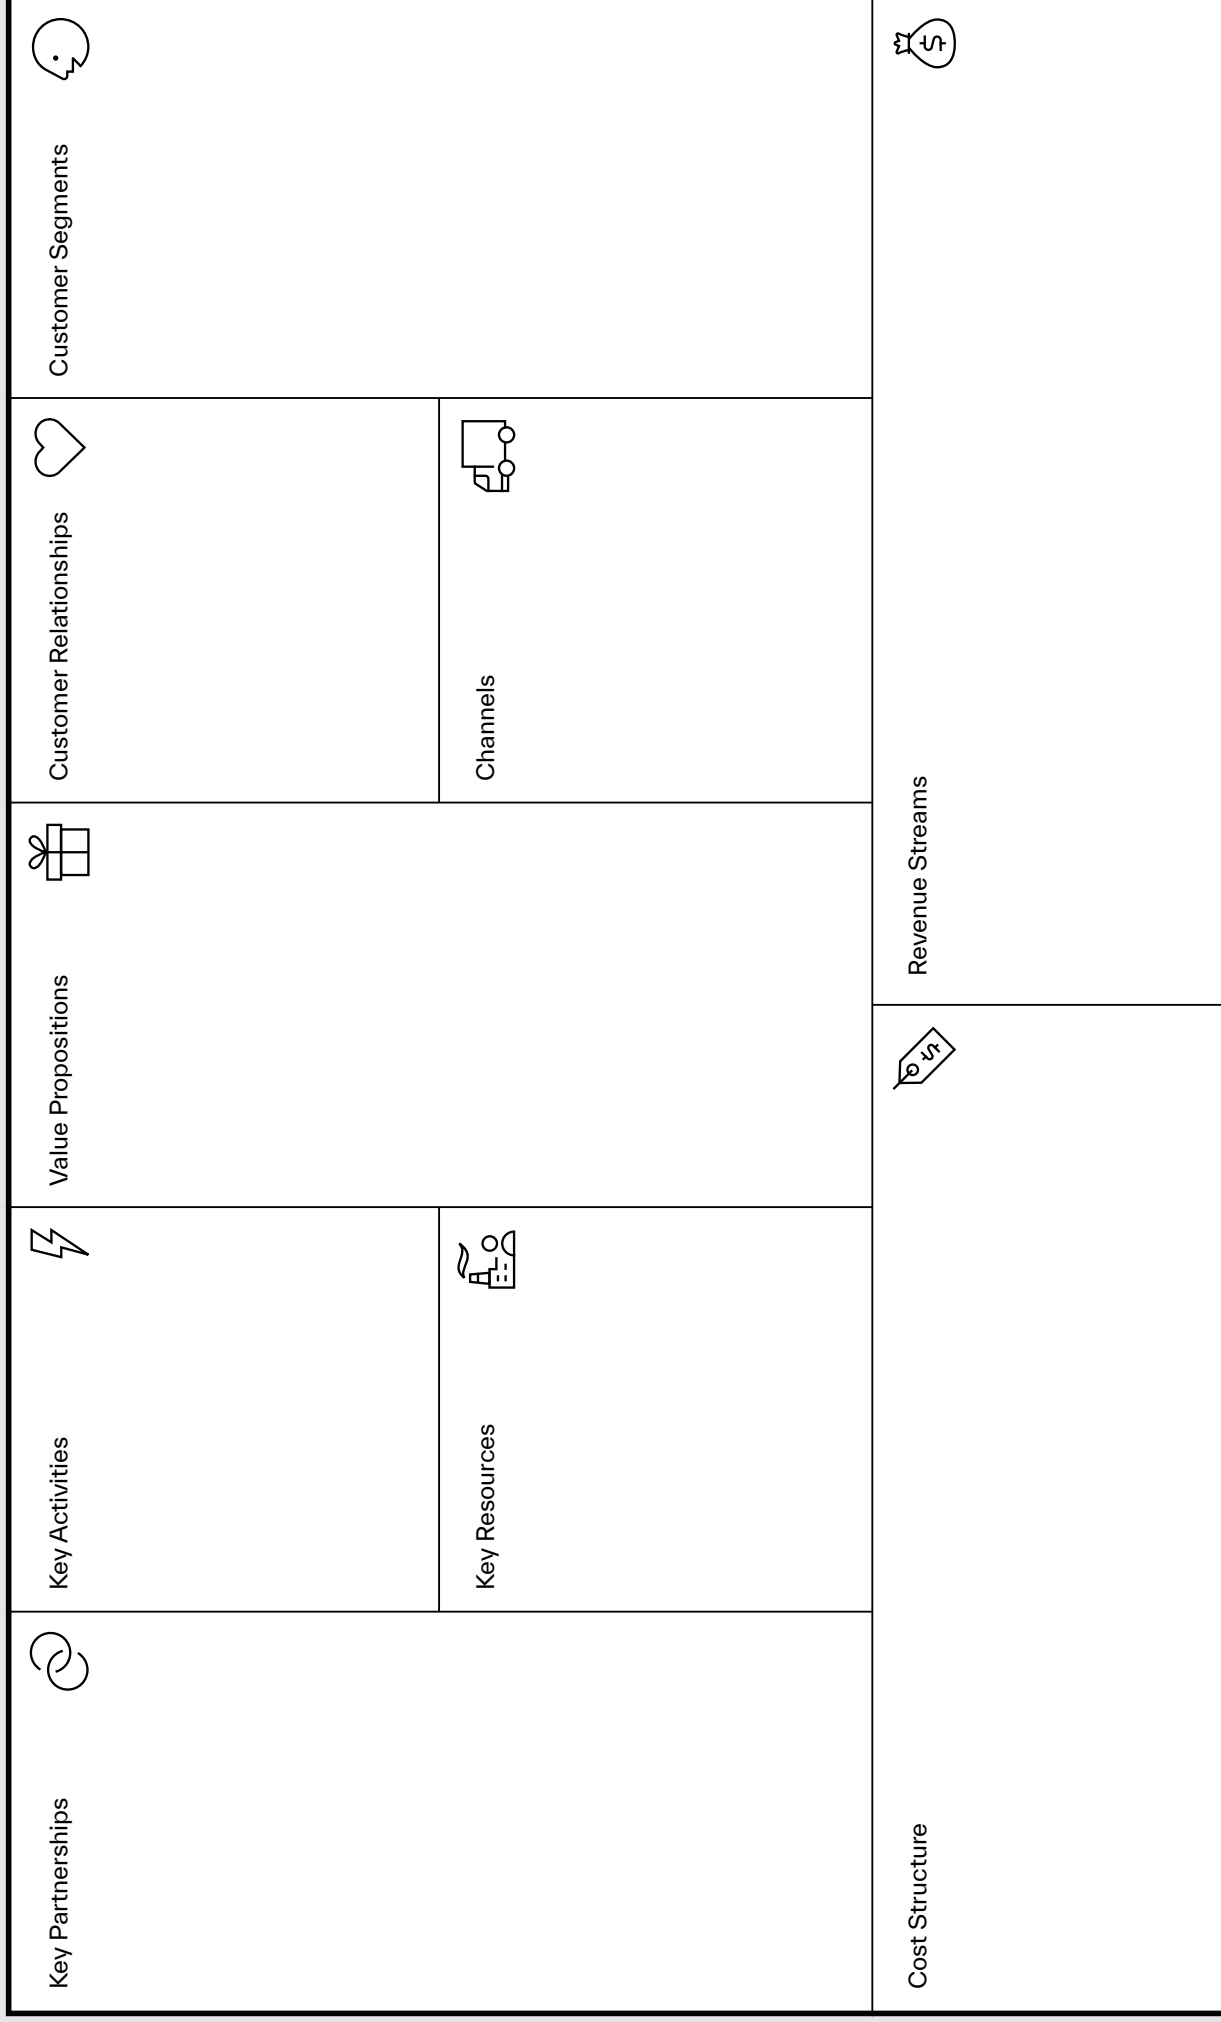 Key Partnerships
Key Activities
Key Resources
Value Propositions
Customer Relationships
Channels
Customer Segments
Cost Structure
Revenue Streams